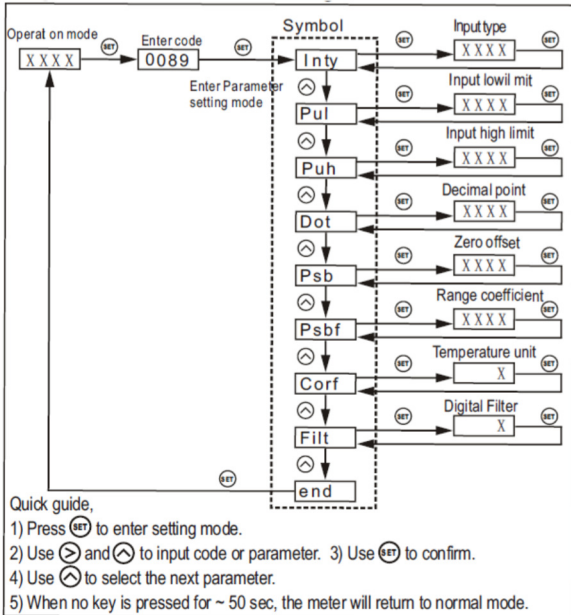 Symbol
Operat on mode
SET
Enter code
SET
SET
Input type
XXXX
0089
Inty
XXXX
SET
Enter Parameter
setting mode
SET
Input lowil mit
Pul
XXXX
SET
SET
Input high limit
Puh
XXXX
SET
SET
Decimal point
Dot
XXXX
SET
SET
Zero offset
Psb
XXXX
SET
SET
Range coefficient
Psbf
XXXX
SET
SET
Temperature unit
Corf
X
SET
SET
Digital Filter
Filt
X
SET
SET
end
Quick guide,
1) Press SET to enter setting mode.
2) Use and to input code or parameter. 3) Use SET to confirm.
4) Use to select the next parameter.
5) When no key is pressed for ~ 50 sec, the meter will return to normal mode.